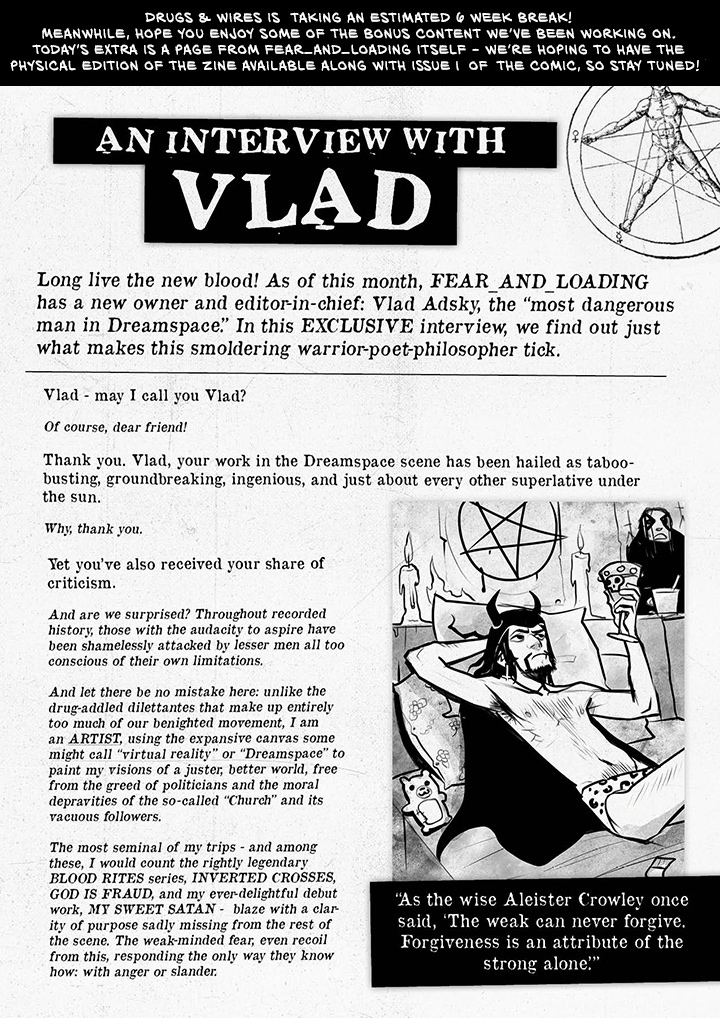 DRUGS & WIRES IS TAKING AN ESTIMATED 6 WEEK BREAK!
MEANWHILE, HOPE YOU ENJOY SOME OF THE BONUS CONTENT WE'VE BEEN WORKING ON.
TODAY'S EXTRA IS A PAGE FROM FEAR_AND_LOADING ITSELF - WE'RE HOPING TO HAVE THE
PHYSICAL EDITION OF THE ZINE AVAILABLE ALONG WITH ISSUE 1 OF THE COMIC, SO STAY TUNED!
AN INTERVIEW WITH
VLAD
Long live the new blood! As of this month, FEAR_AND_LOADING
has a new owner and editor-in-chief: Vlad Adsky, the “most dangerous
man in Dreamspace.” In this EXCLUSIVE interview, we find out just
what makes this smoldering warrior-poet-philosopher tick.
Vlad - may I call you Vlad?
Of course, dear friend!
Thank you. Vlad, your work in the Dreamspace scene has been hailed as taboo-
busting, groundbreaking, ingenious, and just about every other superlative under
the sun.
Why, thank you.
Yet you’ve also received your share of
criticism.
And are we surprised? Throughout recorded
history, those with the audacity to aspire have
been shamelessly attacked by lesser men all too
conscious of their own limitations.
And let there be no mistake here: unlike the
drug-addled dilettantes that make up entirely
too much of our benighted movement, I am
an ARTIST, using the expansive canvas some
might call “virtual reality” or “Dreamspace” to
paint my visions of a juster, better world, free
from the greed of politicians and the moral
depravities of the so-called “Church” and its
vacuous followers.
The most seminal of my trips - and among
these, I would count the rightly legendary
BLOOD RITES series, INVERTED CROSSES,
GOD IS FRAUD, and my ever-delightful debut
work, MY SWEET SATAN - blaze with a clar-
ity of purpose sadly missing from the rest of
the scene. The weak-minded fear, even recoil
from this, responding the only way they know
how: with anger or slander.
“As the wise Aleister Crowley once
said, ‘The weak can never forgive.
Forgiveness is an attribute of the
strong alone.’”